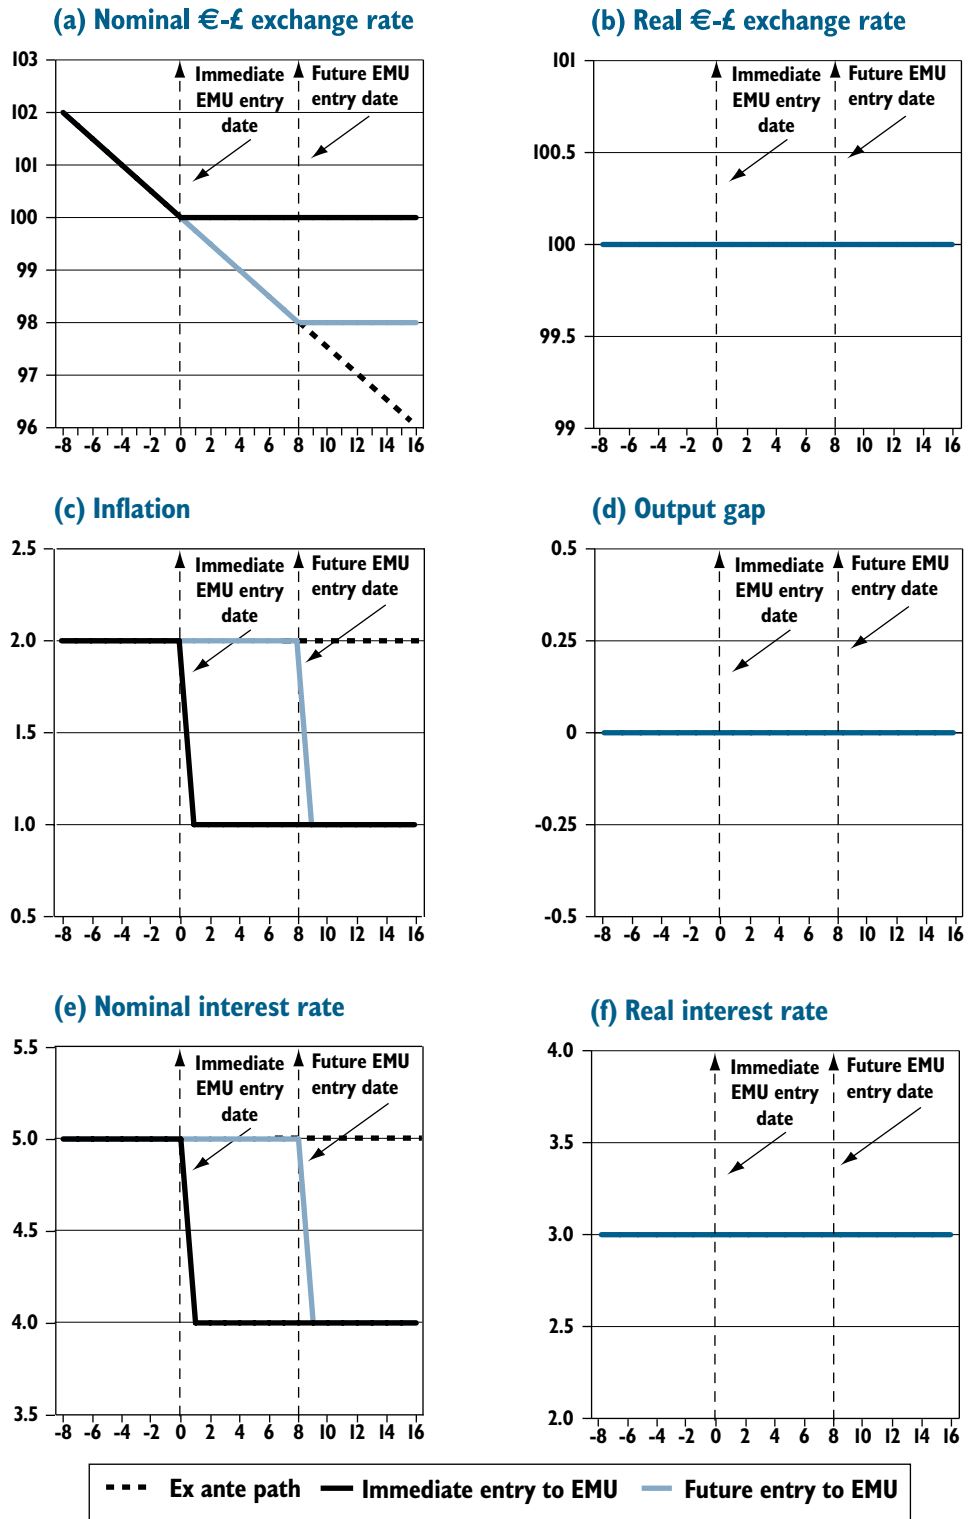 (a) Nominal €-£ exchange rate
103
102
101
100
99
98
97
96
-8 -6 -4 -2 0 2 4 6 8 10 12 14 16
Immediate
EMU entry
date
Future EMU
entry date
(b) Real €-£ exchange rate
101
100.5
100
99.5
99
-8 -6 -4 -2 0 2 4 6 8 10 12 14 16
Immediate
EMU entry
date
Future EMU
entry date
(c) Inflation
2.5
2.0
1.5
1.0
0.5
-8 -6 -4 -2 0 2 4 6 8 10 12 14 16
Immediate
EMU entry
date
Future EMU
entry date
(d) Output gap
0.5
0.25
0
-0.25
-0.5
-8 -6 -4 -2 0 2 4 6 8 10 12 14 16
Immediate
EMU entry
date
Future EMU
entry date
(e) Nominal interest rate
5.5
5.0
4.5
4.0
3.5
-8 -6 -4 -2 0 2 4 6 8 10 12 14 16
Immediate
EMU entry
date
Future EMU
entry date
(f) Real interest rate
4.0
3.5
3.0
2.5
2.0
-8 -6 -4 -2 0 2 4 6 8 10 12 14 16
Immediate
EMU entry
date
Future EMU
entry date
Ex ante path Immediate entry to EMU Future entry to EMU